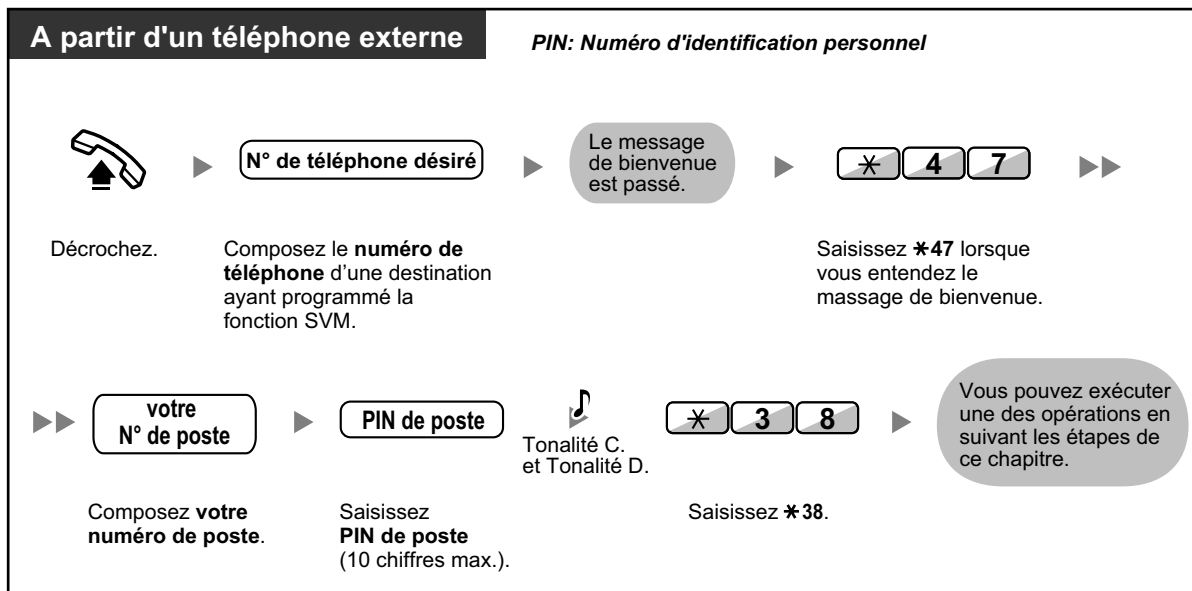 A partir d'un téléphone externe
PIN: Numéro d'identification personnel
N° de téléphone désiré
Le message
de bienvenue
est passé.
* 4 7
Décrochez.
Composez le numéro de
téléphone d'une destination
ayant programmé la
fonction SVM.
Saisissez *47 lorsque
vous entendez le
massage de bienvenue.
votre
N° de poste
PIN de poste
Tonalité C.
et Tonalité D.
* 3 8
Vous pouvez exécuter
une des opérations en
suivant les étapes de
ce chapitre.
Composez votre
numéro de poste.
Saisissez
PIN de poste
(10 chiffres max.).
Saisissez *38.